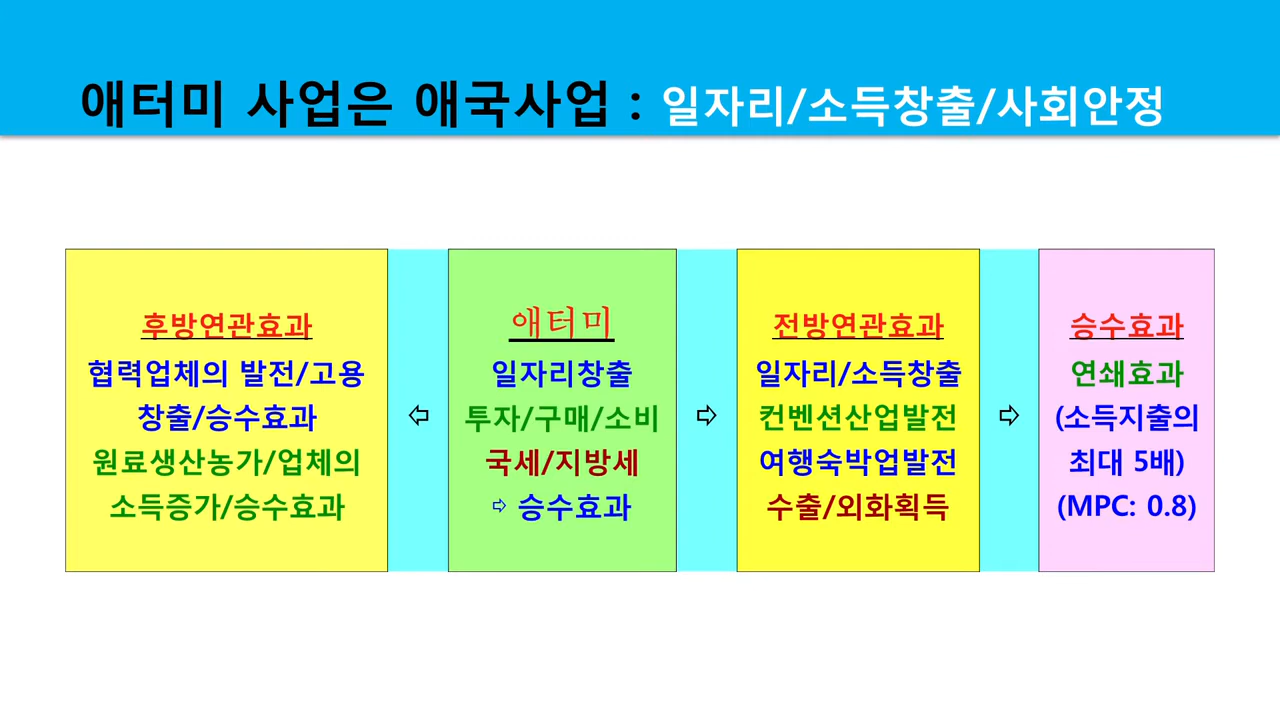 애터미 사업은 애국사업 : 일자리/소득창출/사회안정
후방연관효과
협력업체의 발전/고용
창출/승수효과
원료생산농가/업체의
소득증가/승수효과
⇦
애터미
일자리창출
투자/구매/소비
국세/지방세
⇨ 승수효과
⇨
전방연관효과
일자리/소득창출
컨벤션산업발전
여행숙박업발전
수출/외화획득
⇨
승수효과
연쇄효과
(소득지출의
최대 5배)
(MPC: 0.8)